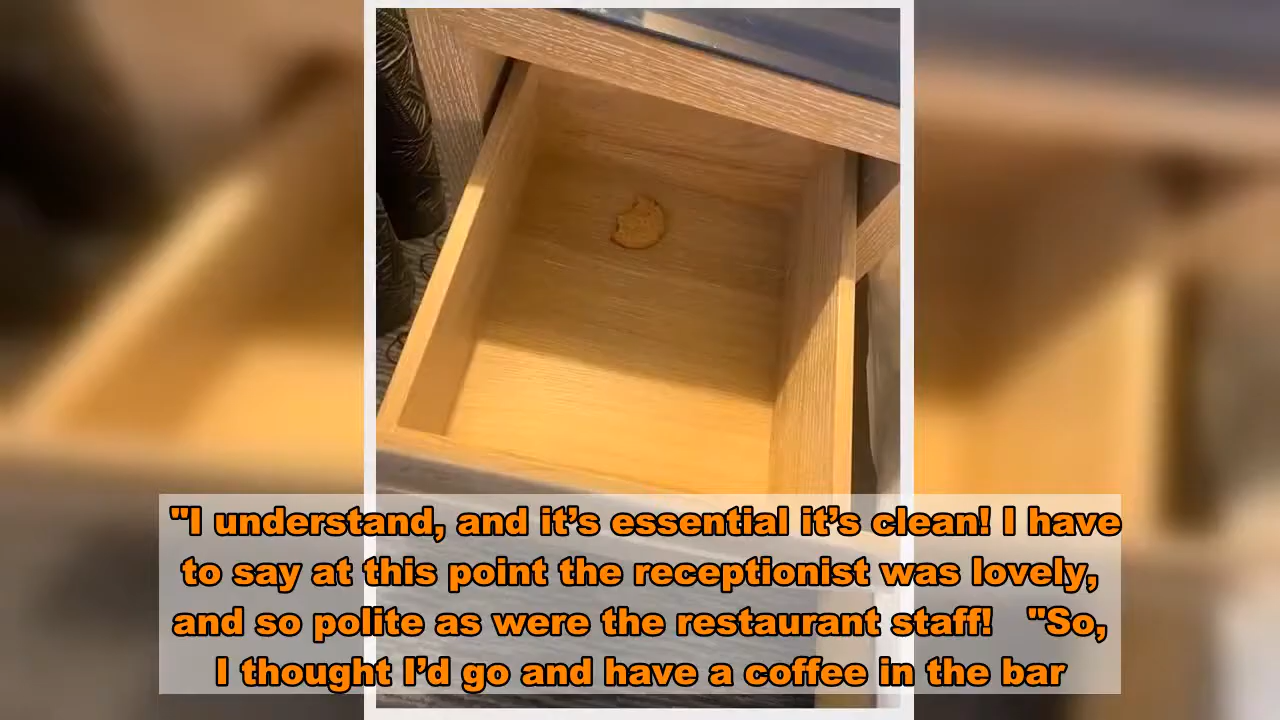 "I understand, and it’s essential it’s clean! I have
to say at this point the receptionist was lovely,
and so polite as were the restaurant staff!   "So,
I thought I’d go and have a coffee in the bar